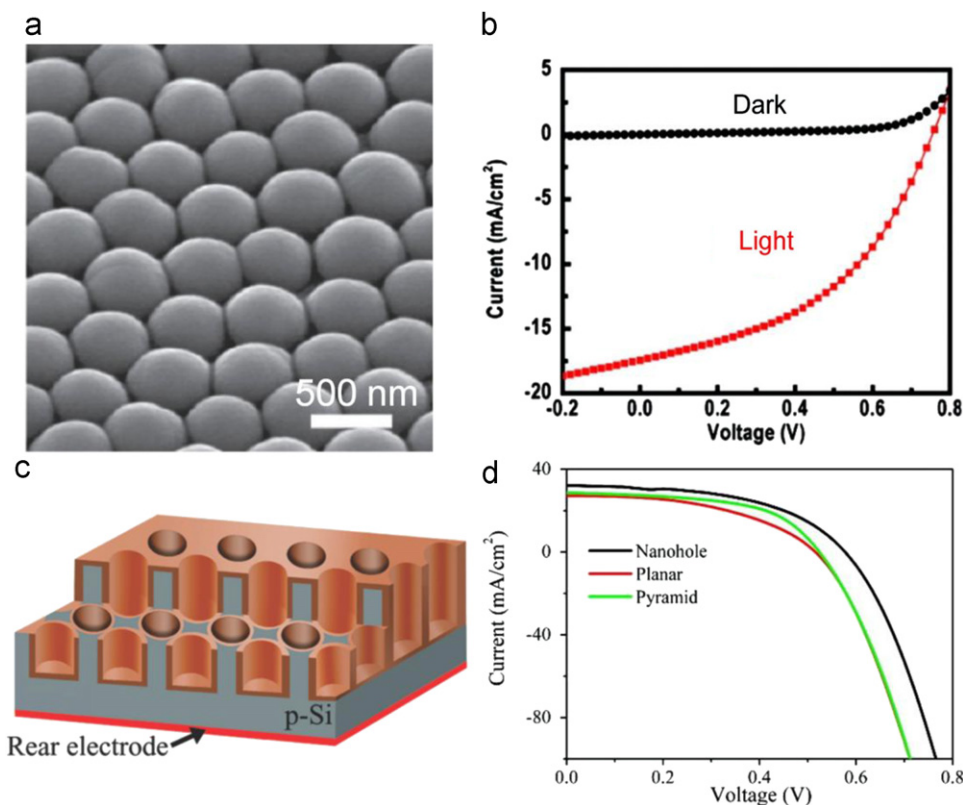 a
500 nm
b
5
0
-5
-10
-15
-20
Current (mA/cm²)
Dark
Light
-0.2 0.0 0.2 0.4 0.6 0.8
Voltage (V)
c
p-Si
Rear electrode
d
40
0
-40
-80
Current (mA/cm²)
Nanohole
Planar
Pyramid
0.0 0.2 0.4 0.6 0.8
Voltage (V)